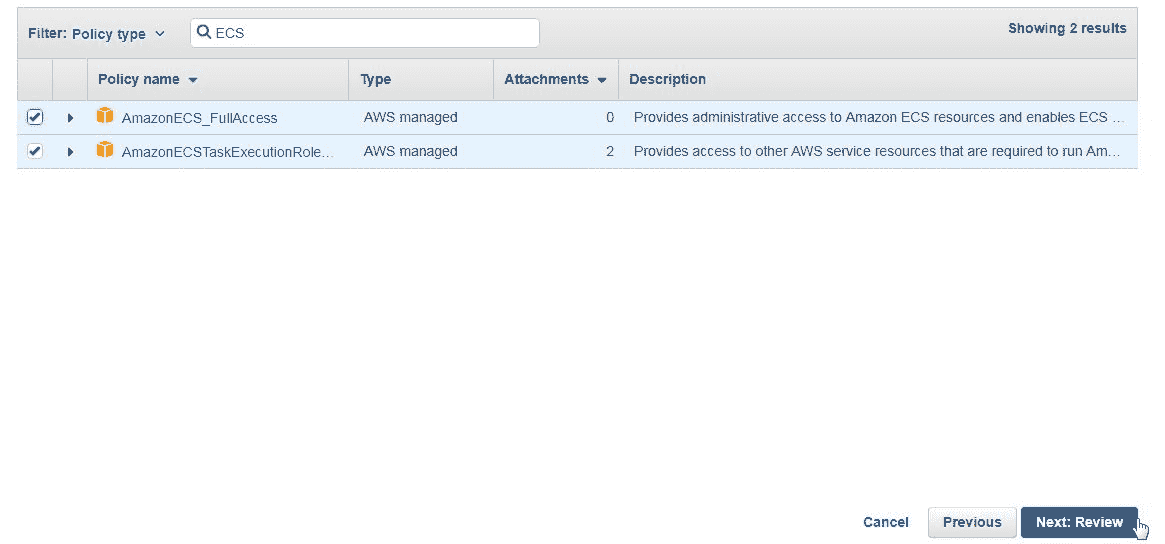 Filter: Policy type ECS Showing 2 results
Policy name Type Attachments Description
AmazonECS_FullAccess AWS managed 0 Provides administrative access to Amazon ECS resources and enables ECS ...
AmazonECSTaskExecutionRole... AWS managed 2 Provides access to other AWS service resources that are required to run Am...
Cancel Previous Next: Review